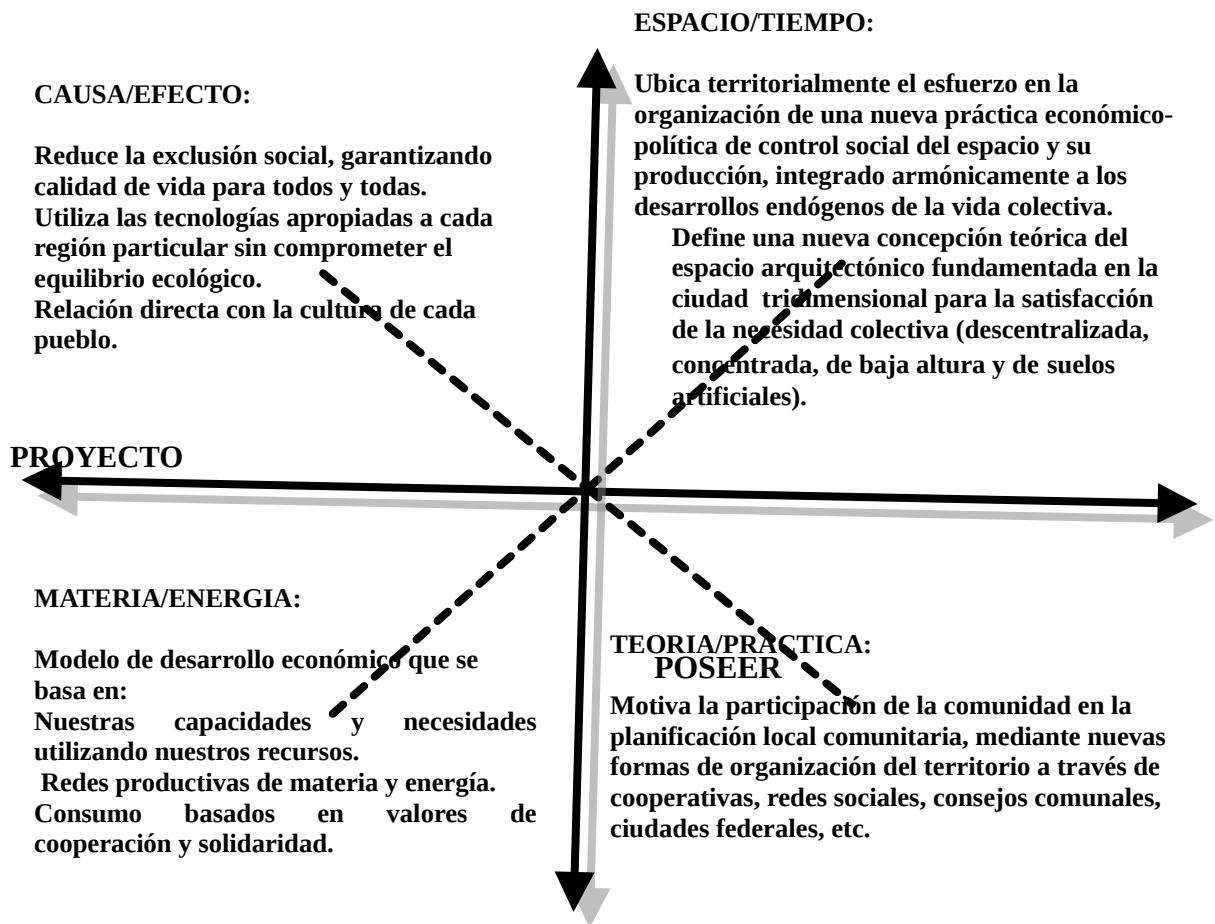 ESPACIO/TIEMPO:
Ubica territorialmente el esfuerzo en la
organización de una nueva práctica económico-
política de control social del espacio y su
producción, integrado armónicamente a los
desarrollos endógenos de la vida colectiva.
Define una nueva concepción teórica del
espacio arquitectónico fundamentada en la
ciudad tridimensional para la satisfacción
de la necesidad colectiva (descentralizada,
concentrada, de baja altura y de suelos
artificiales).
CAUSA/EFECTO:
Reduce la exclusión social, garantizando
calidad de vida para todos y todas.
Utiliza las tecnologías apropiadas a cada
región particular sin comprometer el
equilibrio ecológico.
Relación directa con la cultura de cada
pueblo.
PROYECTO
MATERIA/ENERGIA:
Modelo de desarrollo económico que se
basa en:
Nuestras capacidades y necesidades
utilizando nuestros recursos.
Redes productivas de materia y energía.
Consumo basados en valores de
cooperación y solidaridad.
TEORIA/PRACTICA:
POSEER
Motiva la participación de la comunidad en la
planificación local comunitaria, mediante nuevas
formas de organización del territorio a través de
cooperativas, redes sociales, consejos comunales,
ciudades federales, etc.